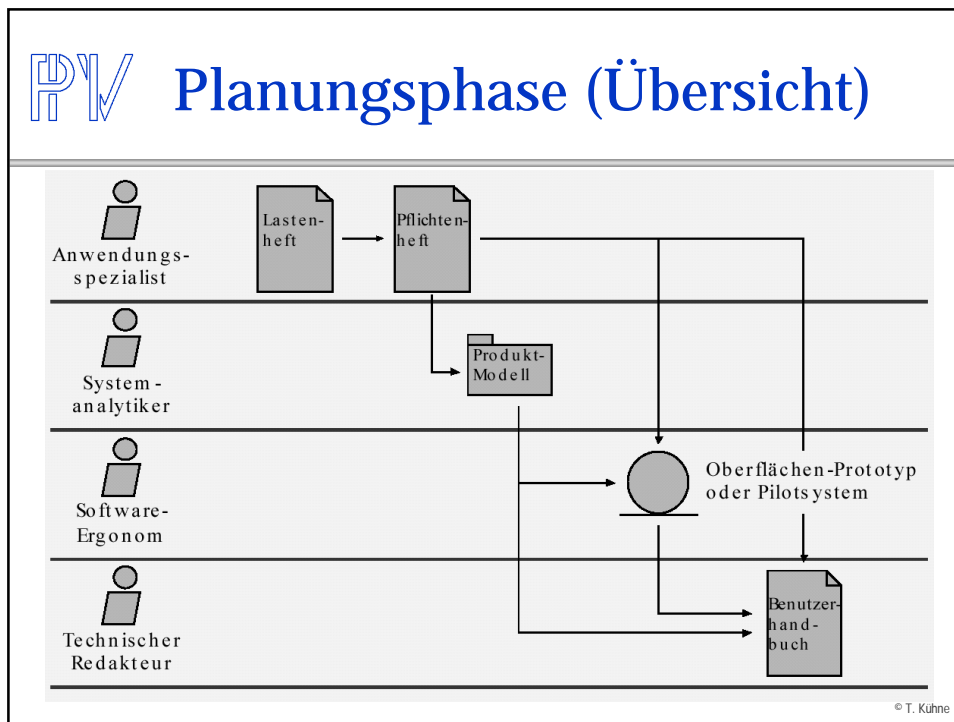 PPV
Planungsphase (Übersicht)
Anwendungs-
spezialist
Lasten-
heft
Pflichten-
heft
System-
analytiker
Produkt-
Modell
Software-
Ergonom
Oberflächen-Prototyp
oder Pilotsystem
Technischer
Redakteur
Benutzer-
hand-
buch
© T. Kühne